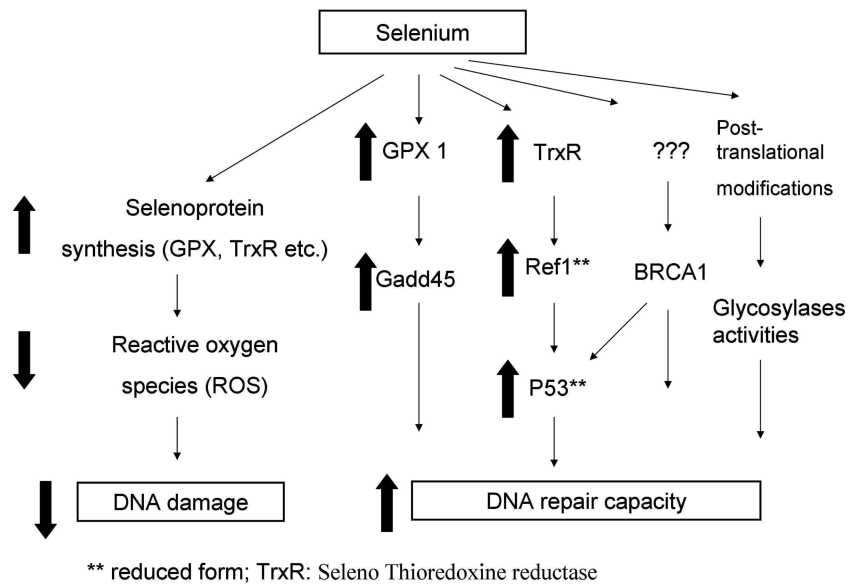 Selenium
GPX 1
TrxR
???
Post-
translational
modifications
Selenoprotein
synthesis (GPX, TrxR etc.)
Gadd45
Ref1**
BRCA1
Glycosylases
activities
Reactive oxygen
species (ROS)
P53**
DNA damage
DNA repair capacity
** reduced form; TrxR: Seleno Thioredoxine reductase